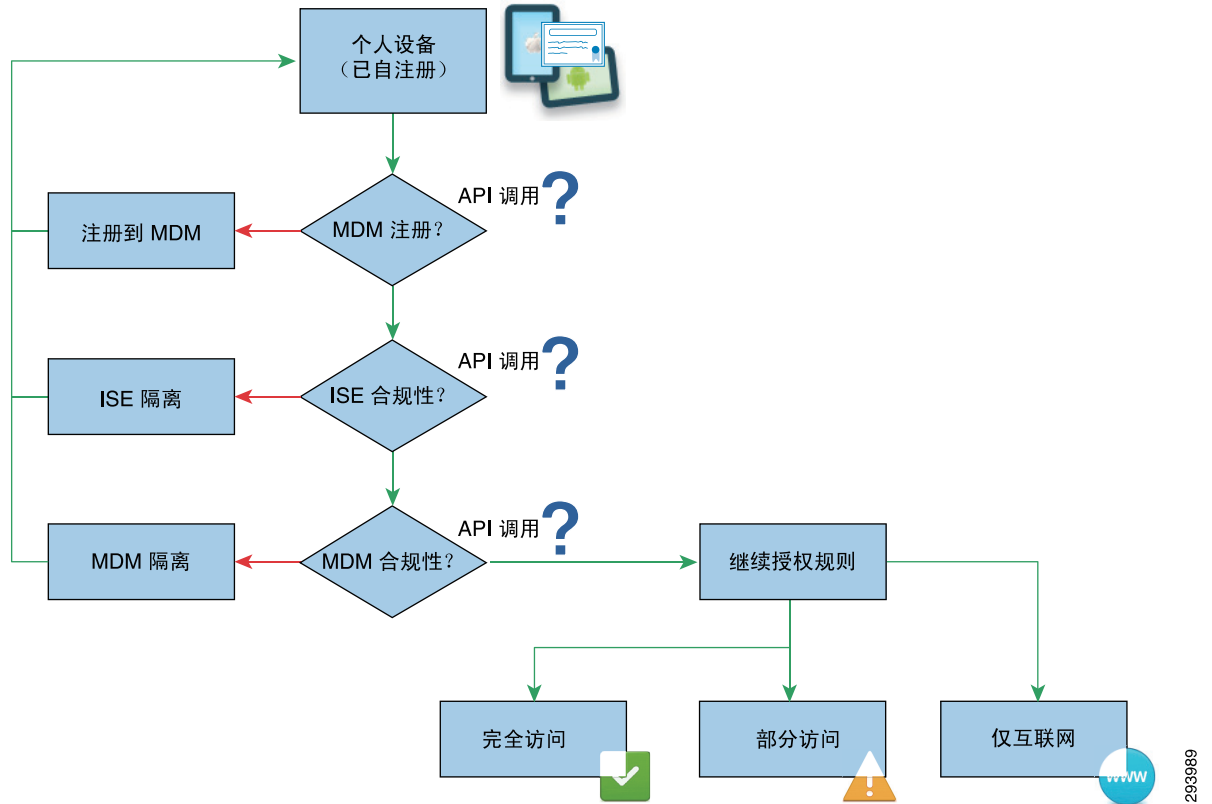 个人设备
（已自注册）
API 调用?
MDM 注册？
注册到 MDM
API 调用?
ISE 合规性？
ISE 隔离
API 调用?
MDM 合规性？
MDM 隔离
继续授权规则
完全访问
部分访问
仅互联网
www
293989